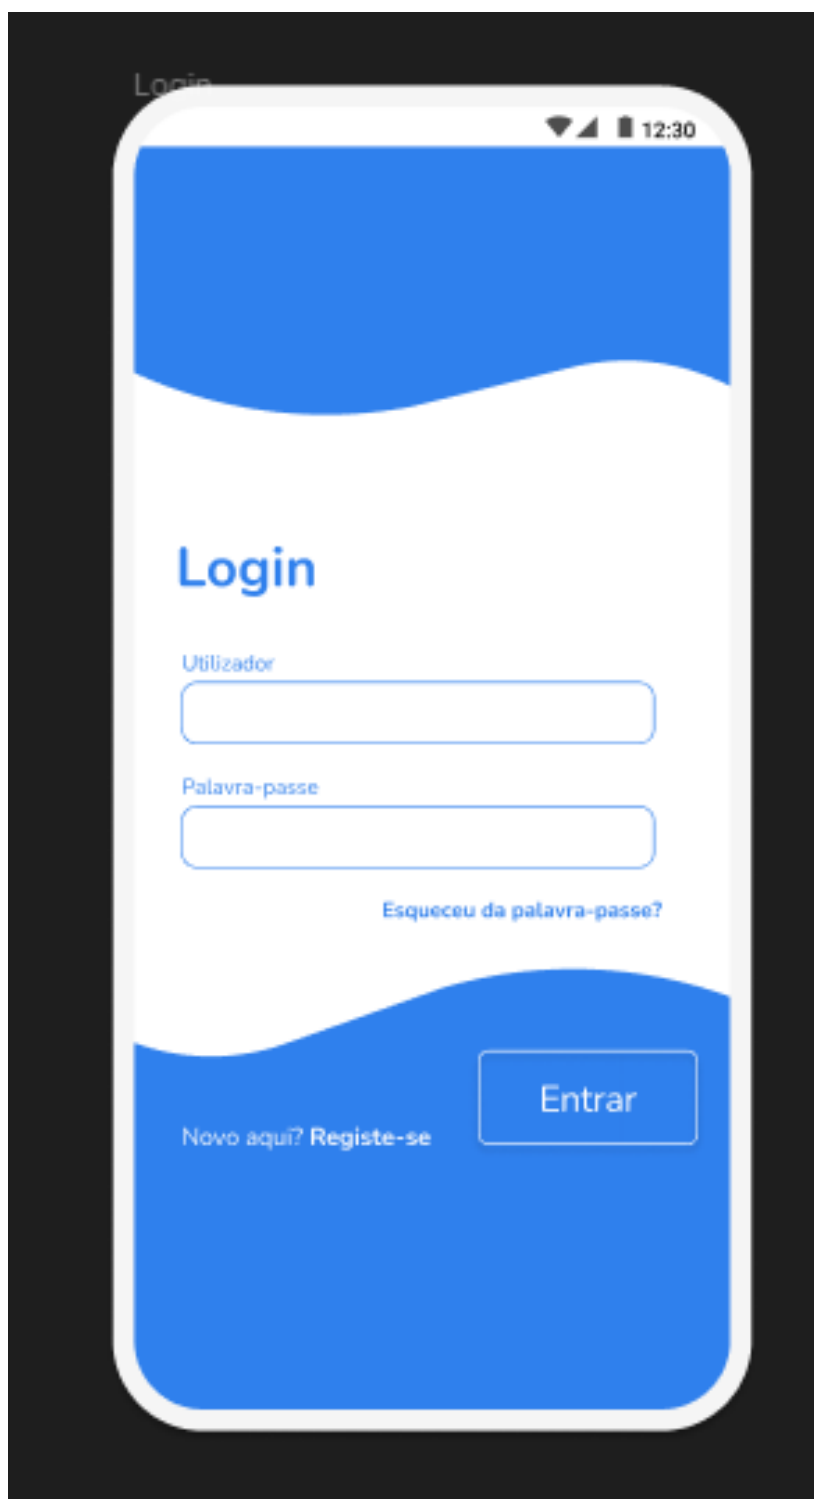 Login
12:30
Login
Utilizador
Palavra-passe
Esqueceu da palavra-passe?
Entrar
Novo aqui? Registe-se